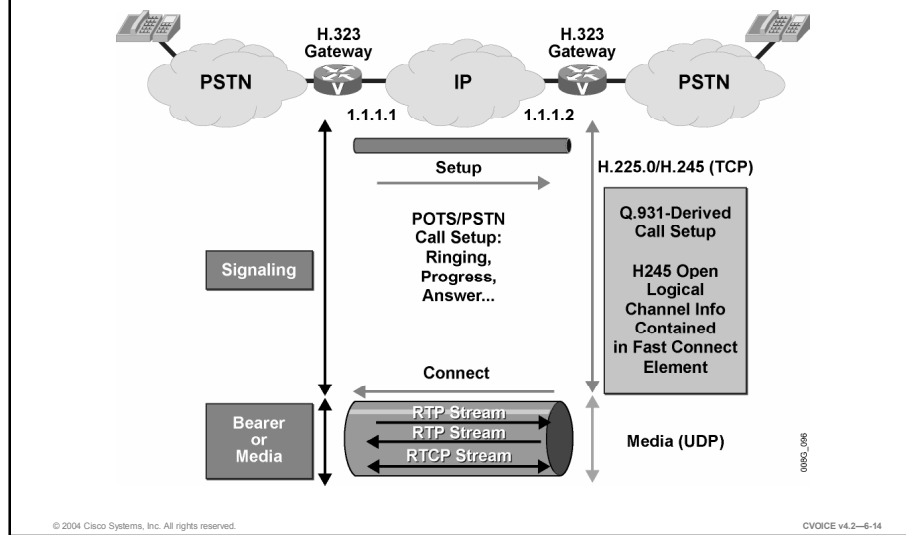 H.323
Gateway
H.323
Gateway
PSTN
V
IP
V
PSTN
1.1.1.1
1.1.1.2
Setup
H.225.0/H.245 (TCP)
POTS/PSTN
Call Setup:
Ringing,
Progress,
Answer...
Signaling
Q.931-Derived
Call Setup
H245 Open
Logical
Channel Info
Contained
in Fast Connect
Element
Connect
Bearer
or
Media
RTP Stream
RTP Stream
RTCP Stream
Media (UDP)
008G_096
© 2004 Cisco Systems, Inc. All rights reserved.
CVOICE v4.2—6-14